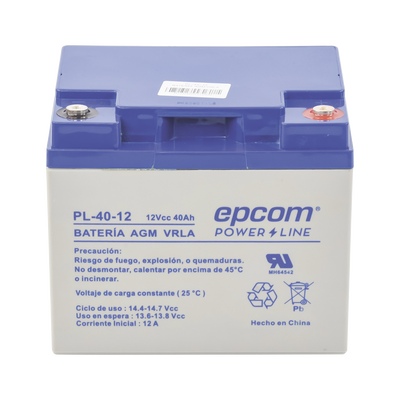 PL-40-12 12Vcc 40Ah
BATERÍA AGM VRLA
epcom
POWER LINE
Precaución:
Riesgo de fuego, explosión, o quemaduras.
No desmontar, calentar por encima de 45°C
o incinerar.
Voltaje de carga constante ( 25 °C )
Ciclo de uso : 14.4-14.7 Vcc
Uso en espera : 13.6-13.8 Vcc
Corriente Inicial : 12 A
MH64542
Pb
Hecho en China